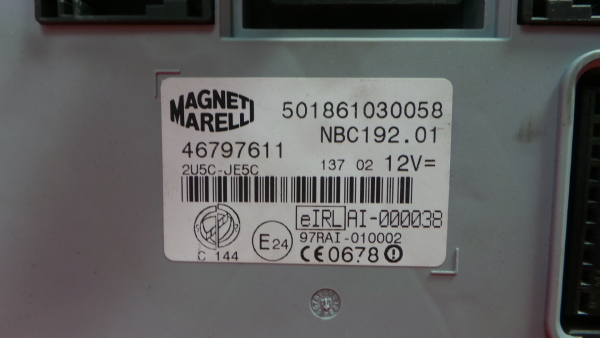 MAGNETI
MARELLI
501861030058
NBC192.01
46797611
137 02 12V=
2U5C-JE5C
eIRL AI-000038
97RAI-010002
E24
C 144
CE0678